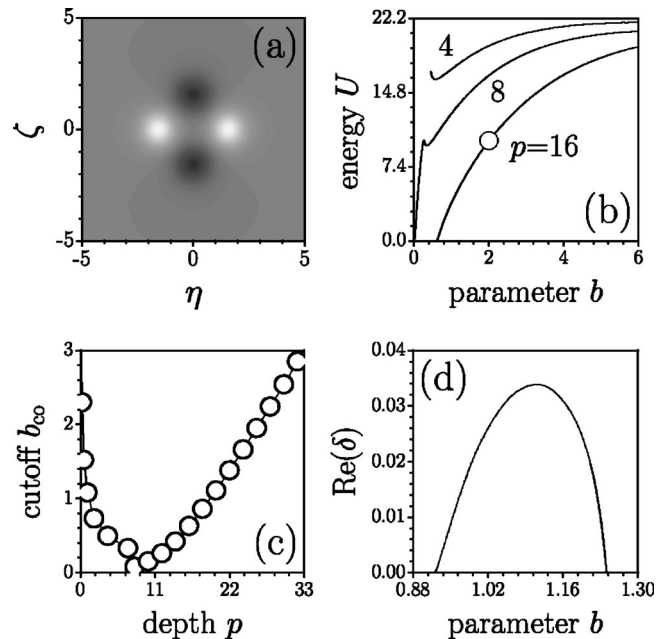 5
(a)
ζ
0
-5
-5
0
5
η
22.2
4
energy U
14.8
8
7.4
p=16
(b)
0.0
0
2
4
6
parameter b
3
cutoff b_co
2
1
(c)
0
0
11
22
33
depth p
0.04
(d)
0.03
Re(δ)
0.02
0.01
0.00
0.88
1.02
1.16
1.30
parameter b